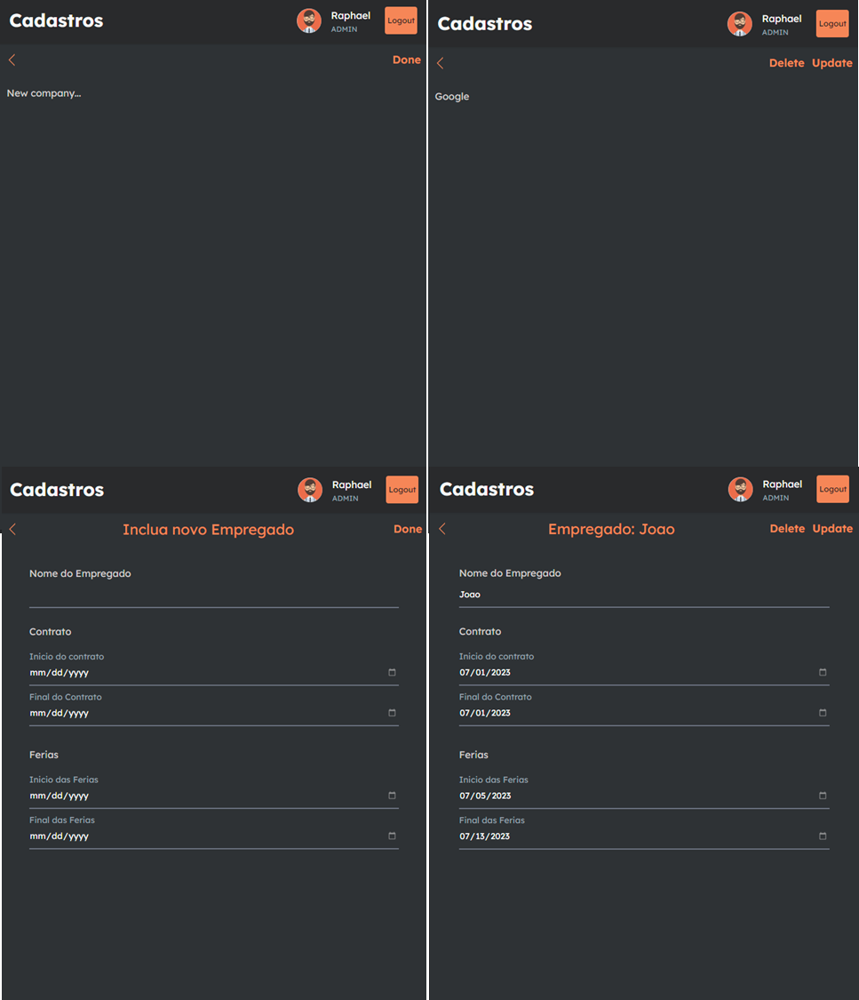 Cadastros
Raphael
ADMIN
Logout
Done
New company...
Cadastros
Raphael
ADMIN
Logout
Delete Update
Google
Cadastros
Raphael
ADMIN
Logout
Inclua novo Empregado
Done
Nome do Empregado
Contrato
Inicio do contrato
mm/dd/yyyy
Final do Contrato
mm/dd/yyyy
Ferias
Inicio das Ferias
mm/dd/yyyy
Final das Ferias
mm/dd/yyyy
Cadastros
Raphael
ADMIN
Logout
Empregado: Joao
Delete Update
Nome do Empregado
Joao
Contrato
Inicio do contrato
07/01/2023
Final do Contrato
07/01/2023
Ferias
Inicio das Ferias
07/05/2023
Final das Ferias
07/13/2023